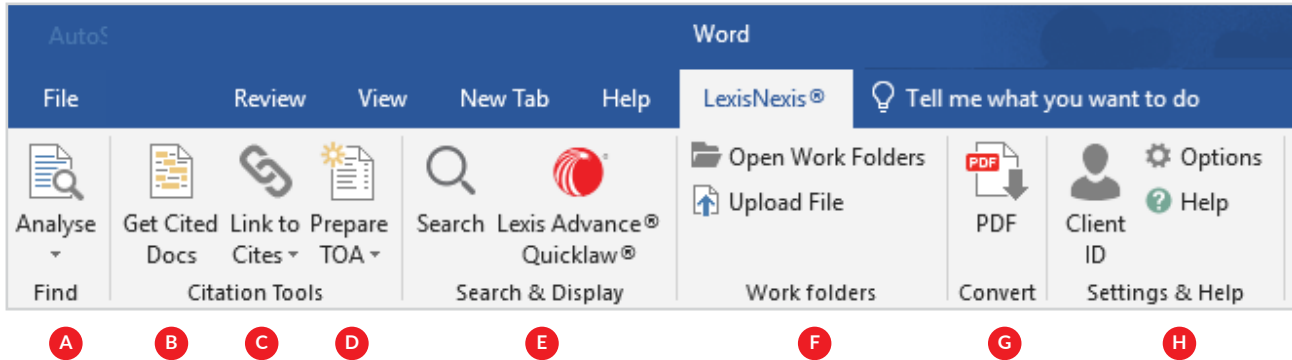 AutoS
Word
File Review View New Tab Help LexisNexis® Tell me what you want to do
Analyse
Get Cited Docs
Link to Cites
Prepare TOA
Search
Lexis Advance® Quicklaw®
Open Work Folders
Upload File
PDF
PDF
Client ID
Options
? Help
Find Citation Tools Search & Display Work folders Convert Settings & Help
A B C D E F G H